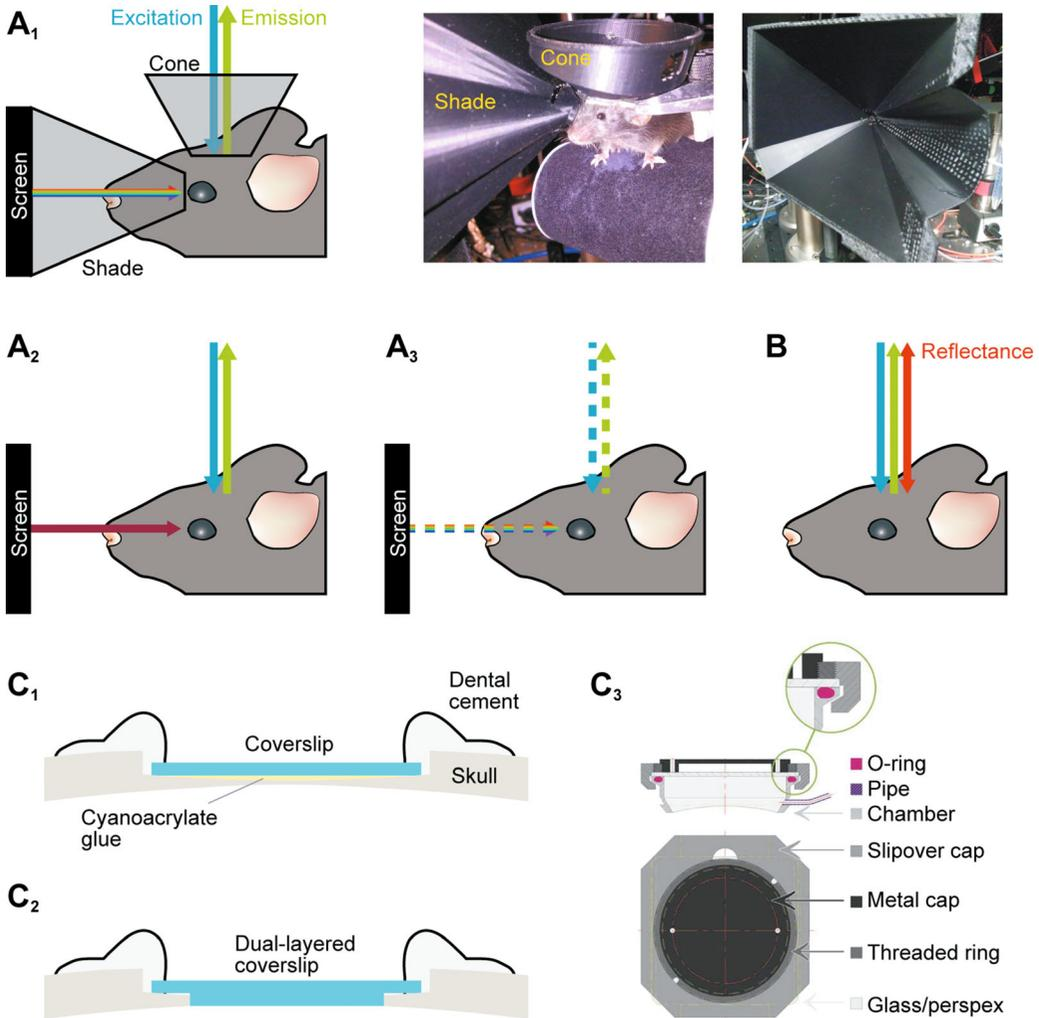 A1
Excitation
Emission
Cone
Screen
Shade
Cone
Shade
A2
Screen
A3
Screen
B
Reflectance
C1
Dental
cement
Coverslip
Skull
Cyanoacrylate
glue
C2
Dual-layered
coverslip
C3
O-ring
Pipe
Chamber
Slipover cap
Metal cap
Threaded ring
Glass/perspex